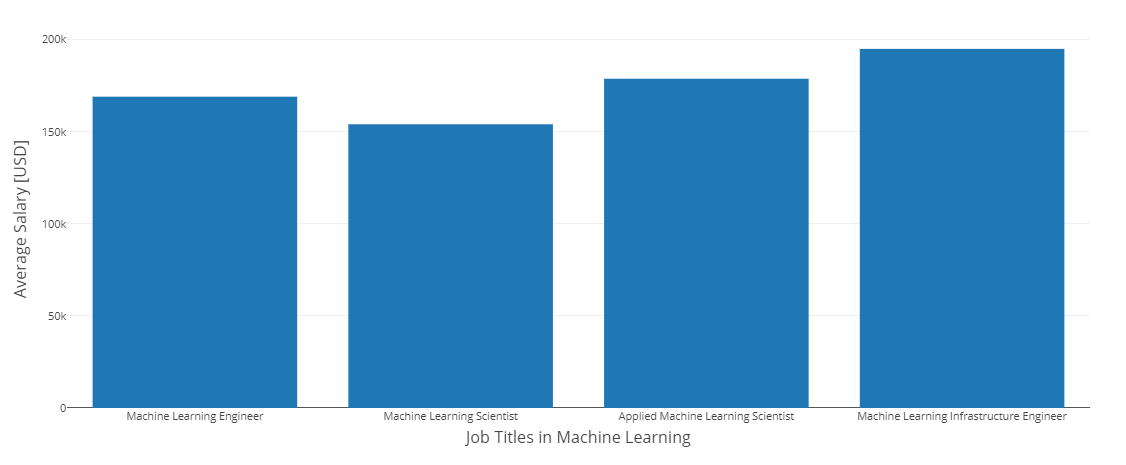 200k
150k
100k
50k
0
Average Salary [USD]
Machine Learning Engineer
Machine Learning Scientist
Applied Machine Learning Scientist
Machine Learning Infrastructure Engineer
Job Titles in Machine Learning